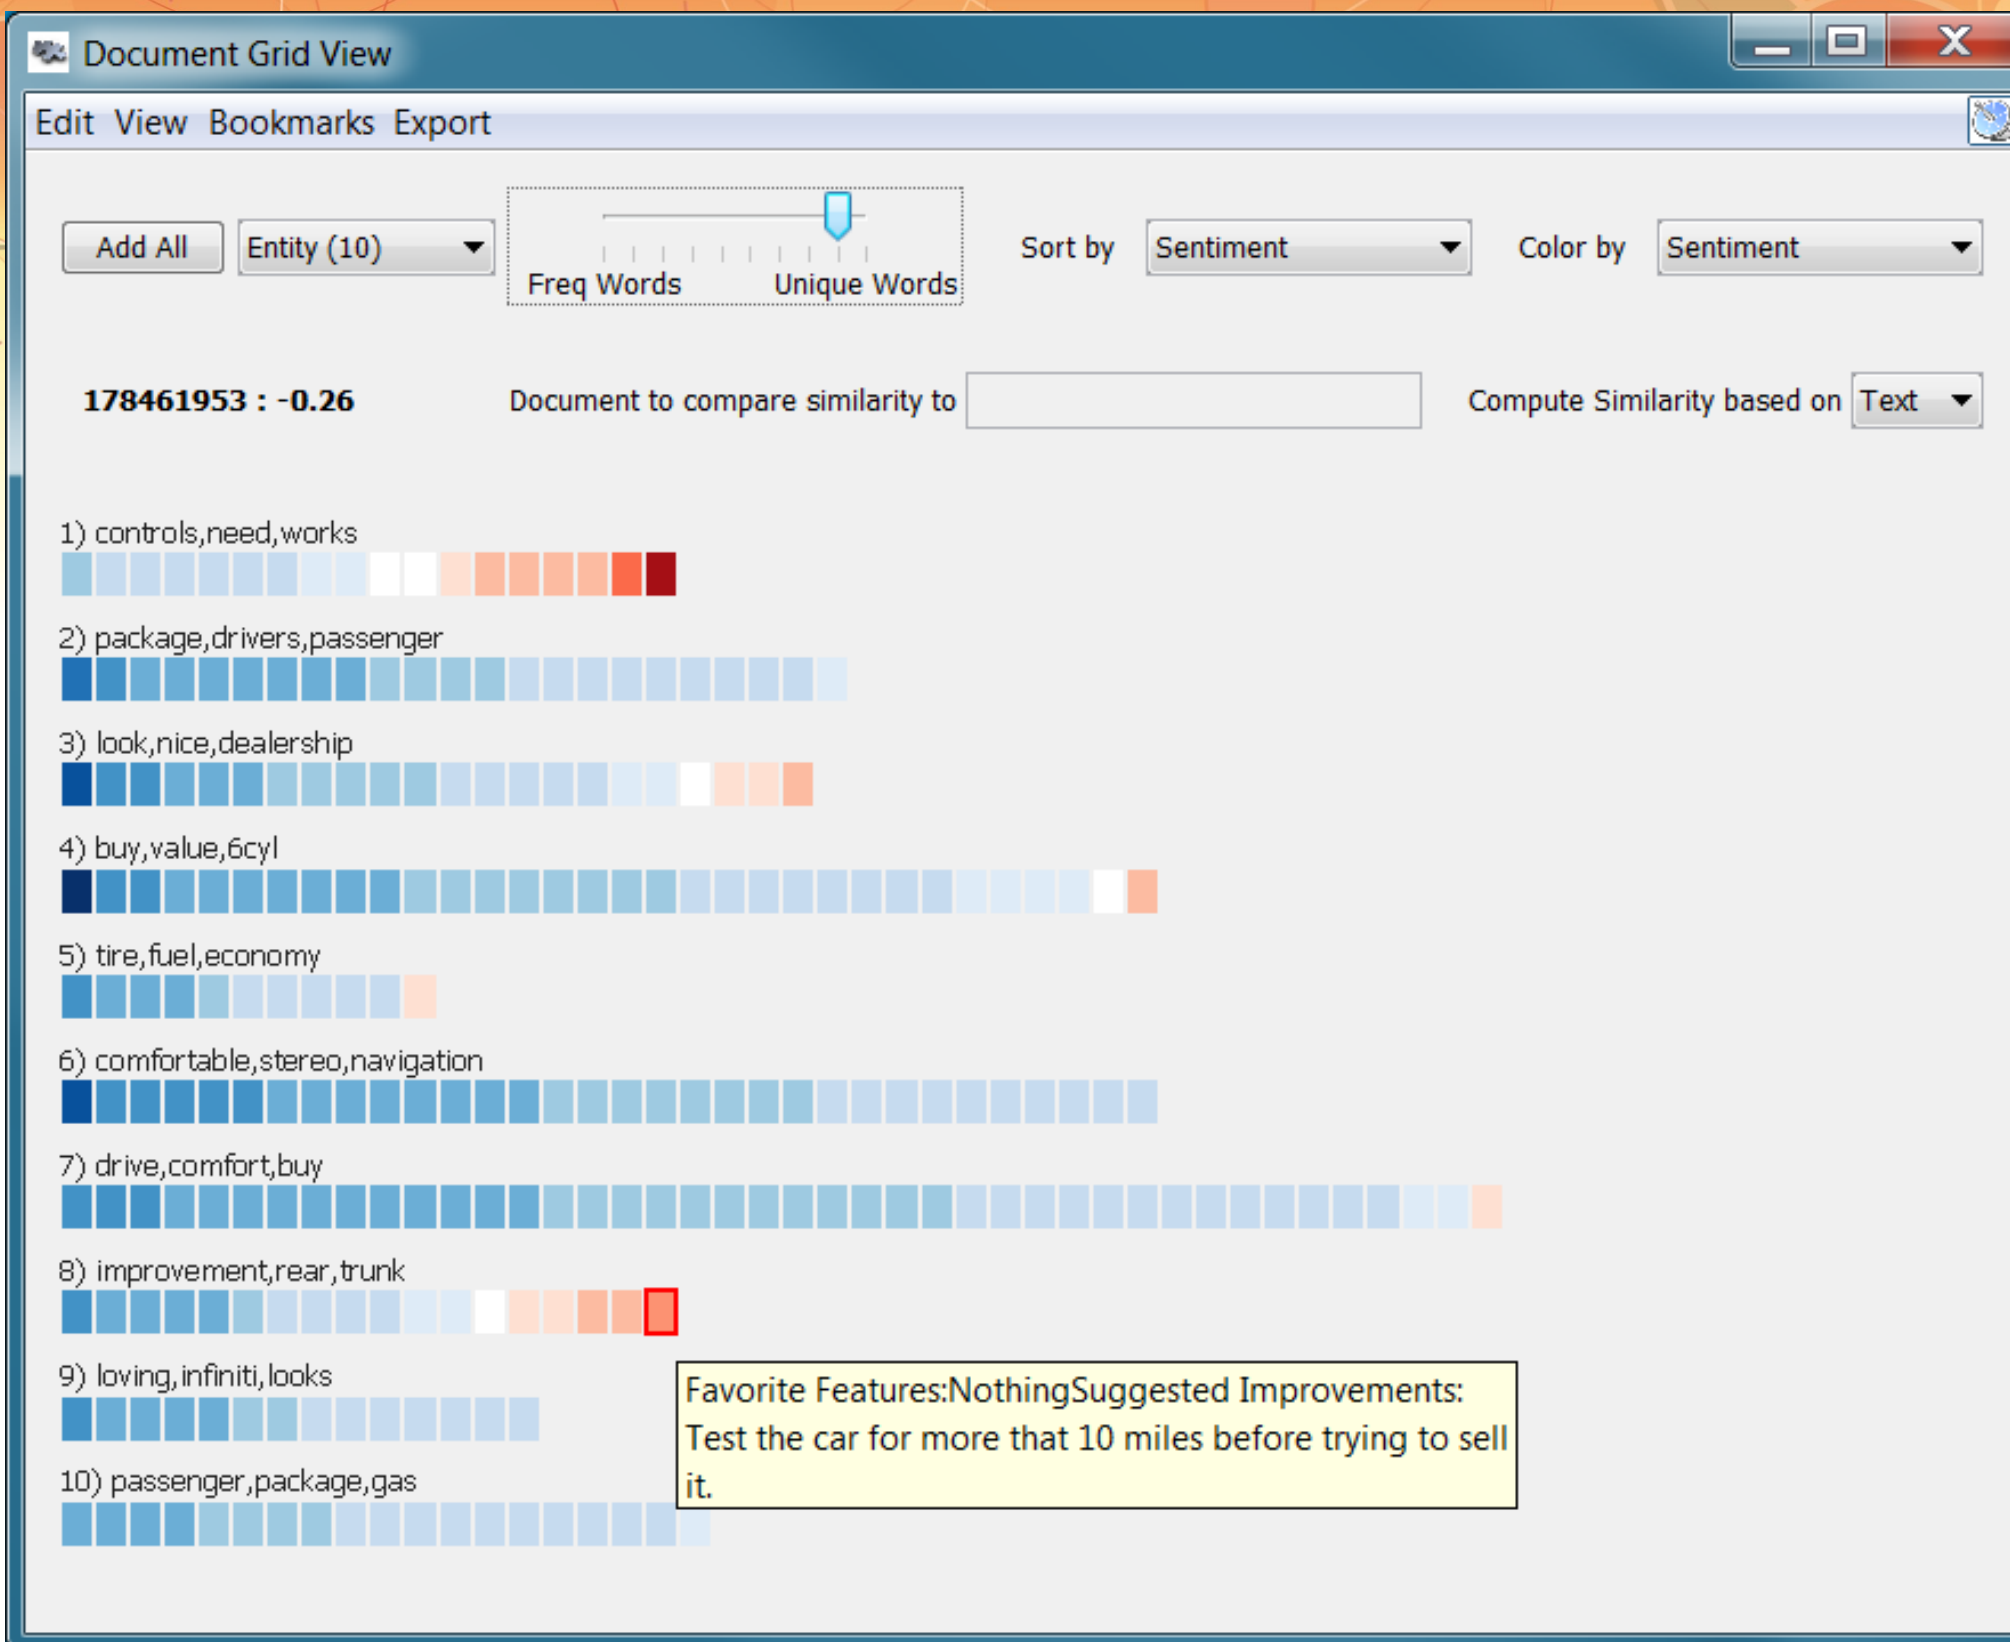 Document Grid View
Edit View Bookmarks Export
Add All Entity (10) Freq Words Unique Words Sort by Sentiment Color by Sentiment
178461953 : -0.26 Document to compare similarity to Compute Similarity based on Text
1) controls,need,works
2) package,drivers,passenger
3) look,nice,dealership
4) buy,value,6cyl
5) tire,fuel,economy
6) comfortable,stereo,navigation
7) drive,comfort,buy
8) improvement,rear,trunk
9) loving,infiniti,looks
Favorite Features:NothingSuggested Improvements:
Test the car for more that 10 miles before trying to sell
it.
10) passenger,package,gas